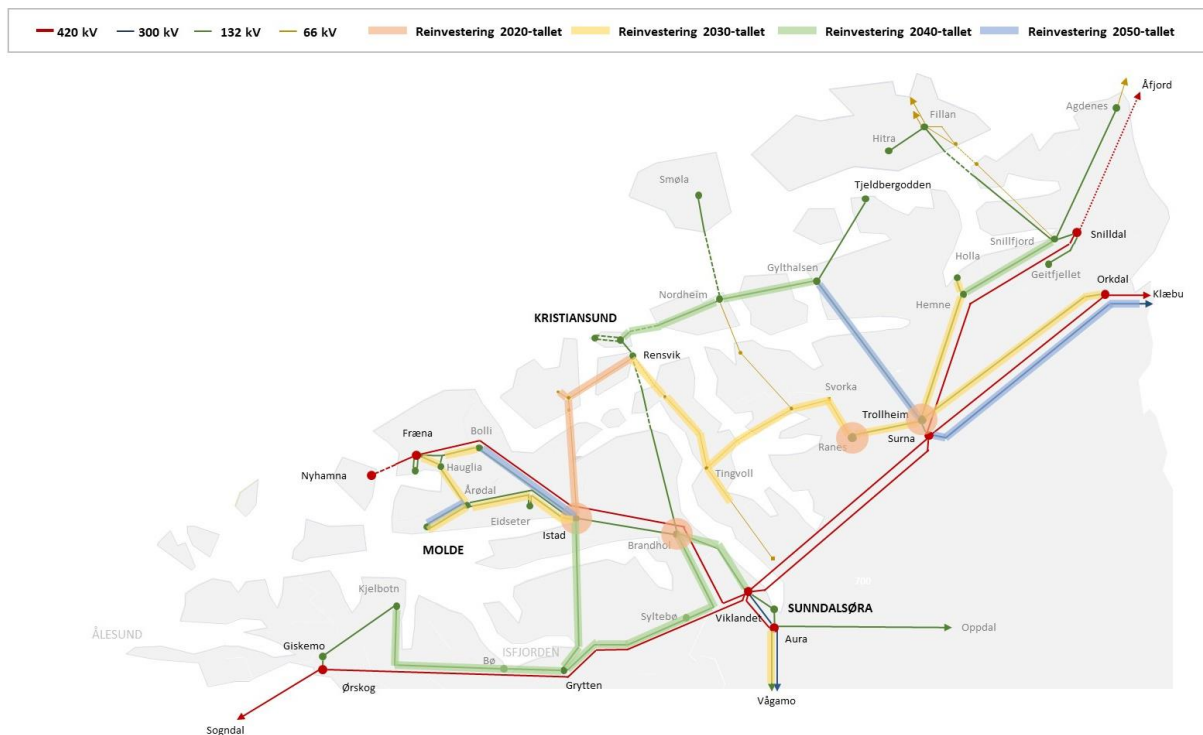 420 kV 300 kV 132 kV 66 kV Reinvestering 2020-tallet Reinvestering 2030-tallet Reinvestering 2040-tallet Reinvestering 2050-tallet
Åfjord
Agdenes
Fillan
Hitra
Smøla
Tjeldbergodden
Snillfjord
Snilldal
Holla
Geitfjellet
Gylthalsen
Orkdal
Klæbu
Nordheim
Hemne
KRISTIANSUND
Rensvik
Svorka
Trollheim
Fræna
Bolli
Ranes
Surna
Hauglia
Nyhamna
Tingvoll
Årødal
Eidseter
Istad
MOLDE
Brandhol
Kjelbotn
SUNNDALSØRA
Syltebø
Viklandet
ÅLESUND
Oppdal
Giskemo
ISFJORDEN
Aura
Bø
Ørskog
Grytten
Vågamo
Sogndal